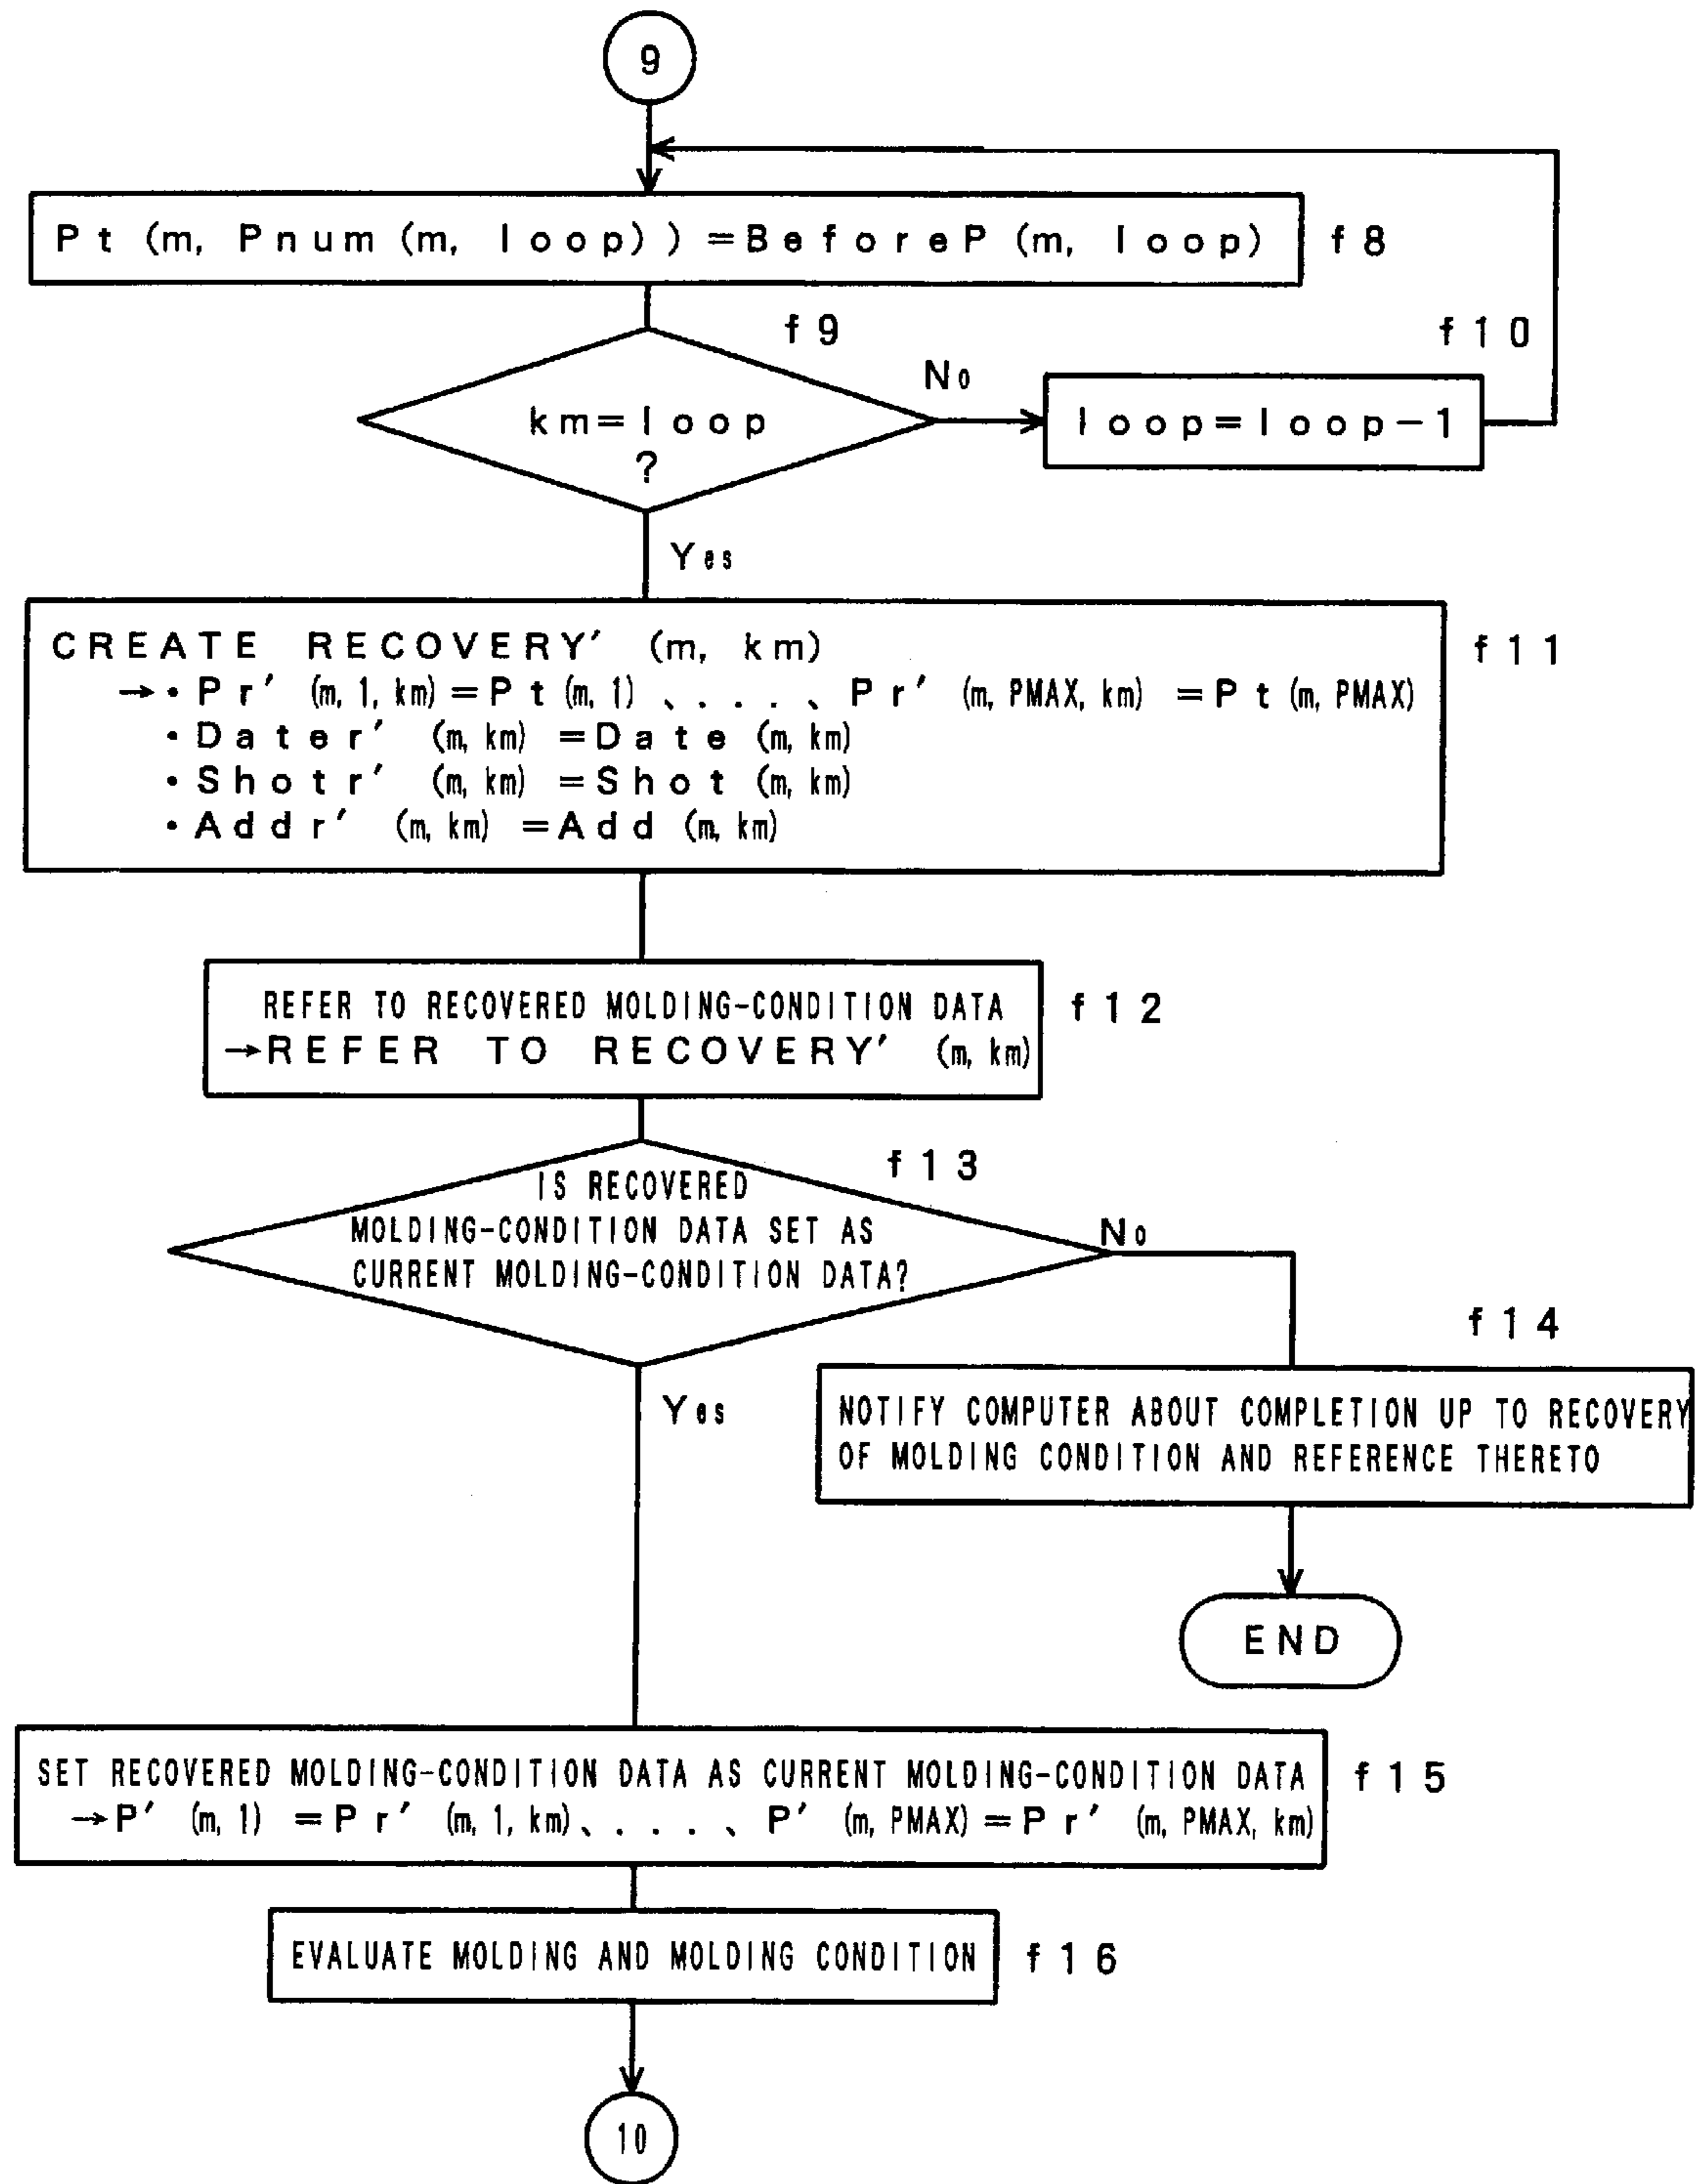 9
Pt (m, Pnum (m, loop)) =BeforeP (m, loop) f8
f9
f10
No
km=loop
?
loop=loop-1
Yes
CREATE RECOVERY′ (m, km) f11
→・Pr′ (m, 1, km) =Pt (m, 1) 、....、 Pr′ (m, PMAX, km) =Pt (m, PMAX)
・Dater′ (m, km) =Date (m, km)
・Shotr′ (m, km) =Shot (m, km)
・Addr′ (m, km) =Add (m, km)
REFER TO RECOVERED MOLDING-CONDITION DATA f12
→REFER TO RECOVERY′ (m, km)
f13
IS RECOVERED
MOLDING-CONDITION DATA SET AS
CURRENT MOLDING-CONDITION DATA?
No
f14
Yes
NOTIFY COMPUTER ABOUT COMPLETION UP TO RECOVERY
OF MOLDING CONDITION AND REFERENCE THERETO
END
SET RECOVERED MOLDING-CONDITION DATA AS CURRENT MOLDING-CONDITION DATA f15
→P′ (m, 1) =Pr′ (m, 1, km)、....、 P′ (m, PMAX) =Pr′ (m, PMAX, km)
EVALUATE MOLDING AND MOLDING CONDITION f16
10